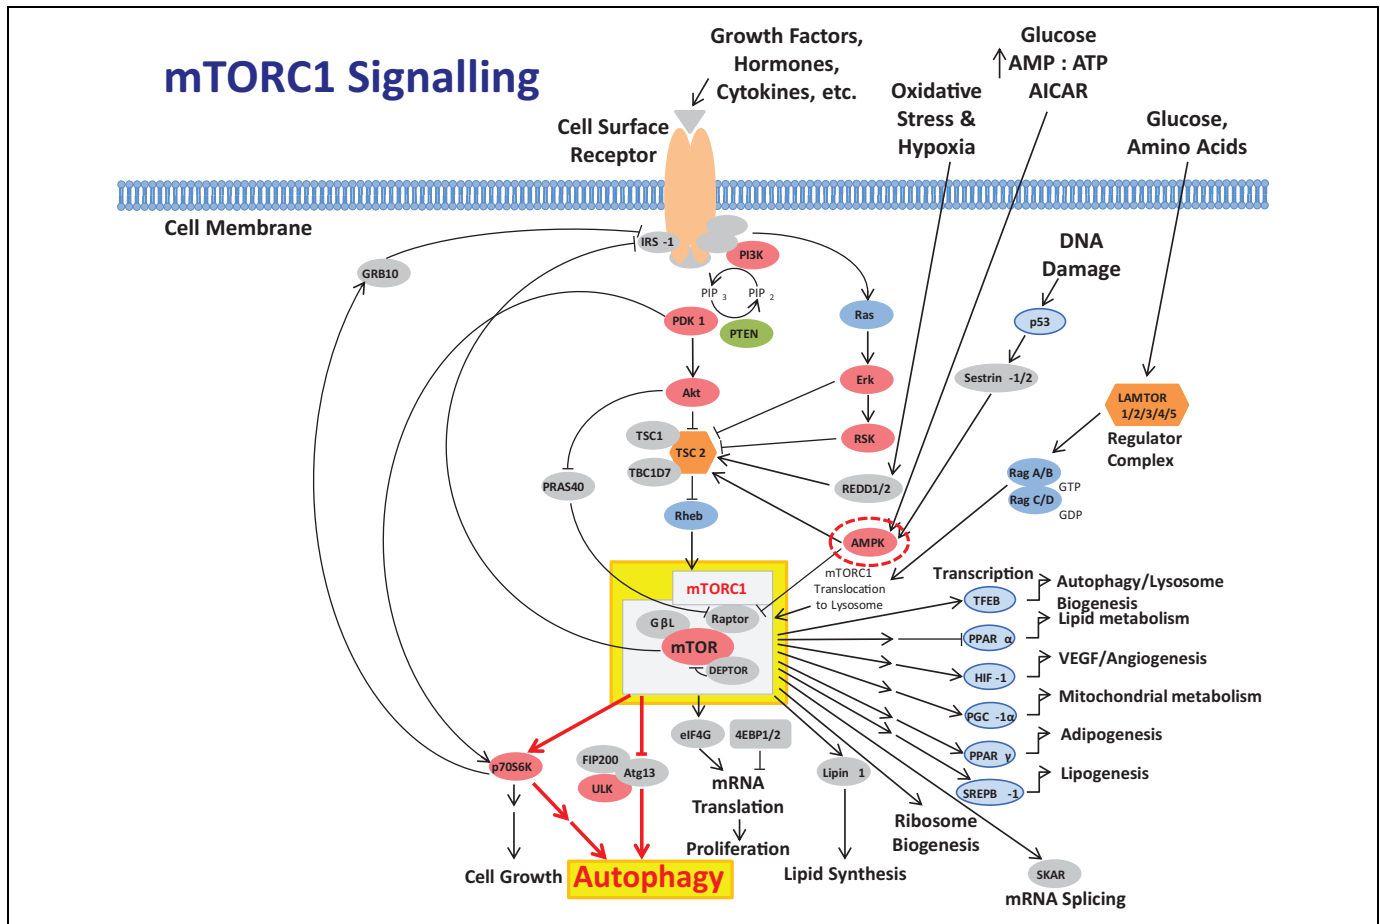 mTORC1 Signalling
Growth Factors,
Hormones,
Cytokines, etc.
Glucose
AMP : ATP
AICAR
Oxidative
Stress &
Hypoxia
Glucose,
Amino Acids
Cell Surface
Receptor
Cell Membrane
IRS -1
PI3K
GRB10
DNA
Damage
PIP 3
PIP 2
PDK 1
PTEN
Ras
p53
Akt
Erk
Sestrin -1/2
LAMTOR
1/2/3/4/5
Regulator
Complex
TSC1
TSC 2
TBC1D7
RSK
PRAS40
REDD1/2
Rag A/B
GTP
Rag C/D
GDP
Rheb
AMPK
mTORC1
Translocation
to Lysosome
mTORC1
Raptor
G βL
mTOR
DEPTOR
Transcription
TFEB
Autophagy/Lysosome
Biogenesis
PPAR α
Lipid metabolism
HIF -1
VEGF/Angiogenesis
PGC -1α
Mitochondrial metabolism
PPAR γ
Adipogenesis
SREPB -1
Lipogenesis
p70S6K
FIP200
Atg13
ULK
eIF4G
4EBP1/2
mRNA
Translation
Proliferation
Lipin 1
Ribosome
Biogenesis
Cell Growth
Autophagy
Lipid Synthesis
SKAR
mRNA Splicing